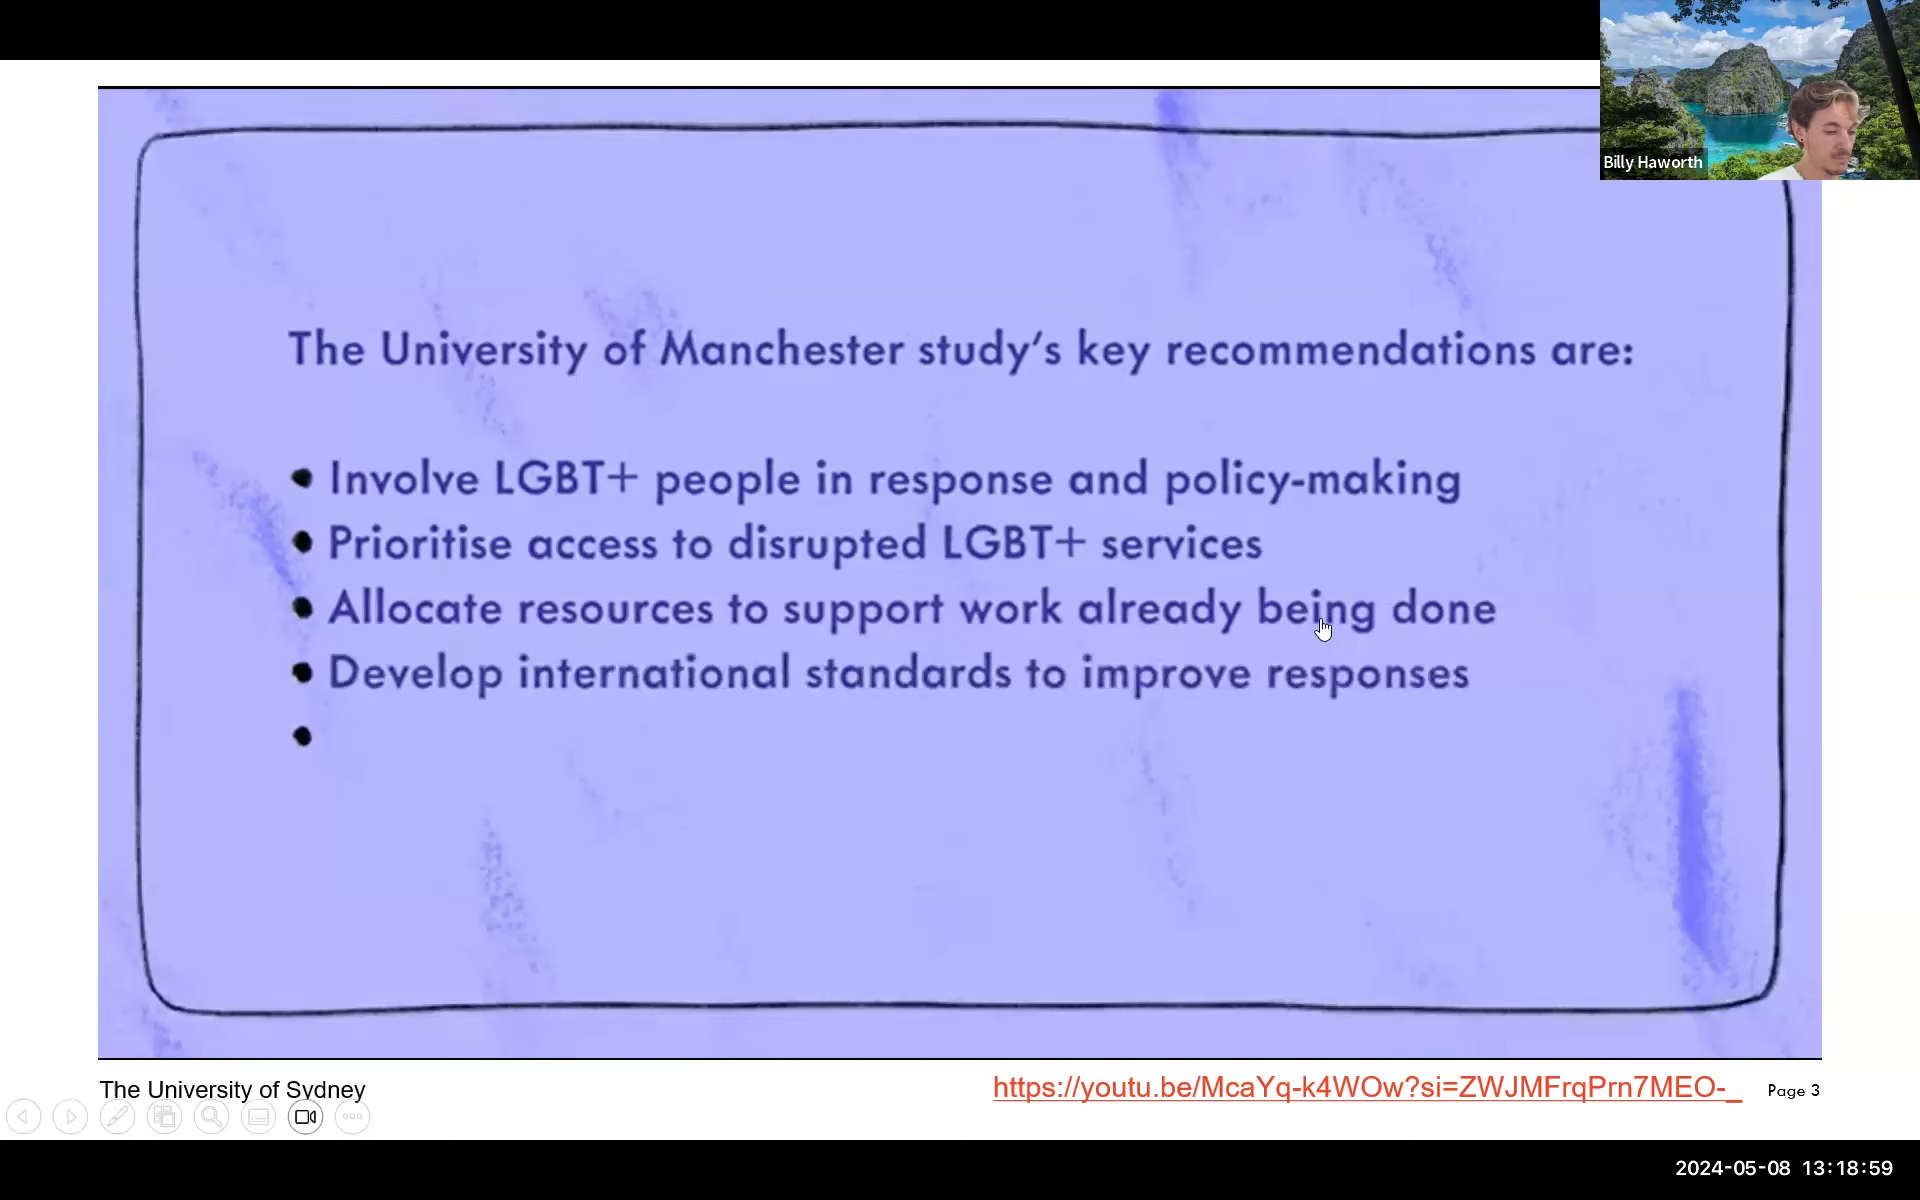 Billy Haworth
The University of Manchester study's key recommendations are:
• Involve LGBT+ people in response and policy-making
• Prioritise access to disrupted LGBT+ services
• Allocate resources to support work already being done
• Develop international standards to improve responses
•
The University of Sydney
https://youtu.be/McaYq-k4WOw?si=ZWJMFrqPrn7MEO-_
Page 3
2024-05-08 13:18:59